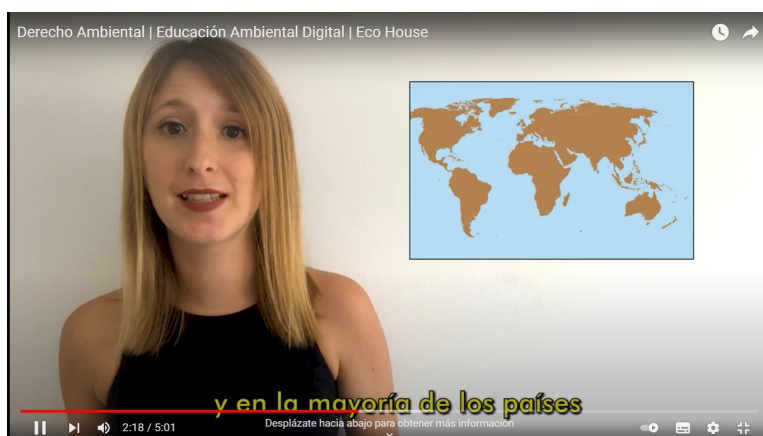 Derecho Ambiental | Educación Ambiental Digital | Eco House
y en la mayoría de los países
2:18 / 5:01
Desplázate hacia abajo para obtener más información